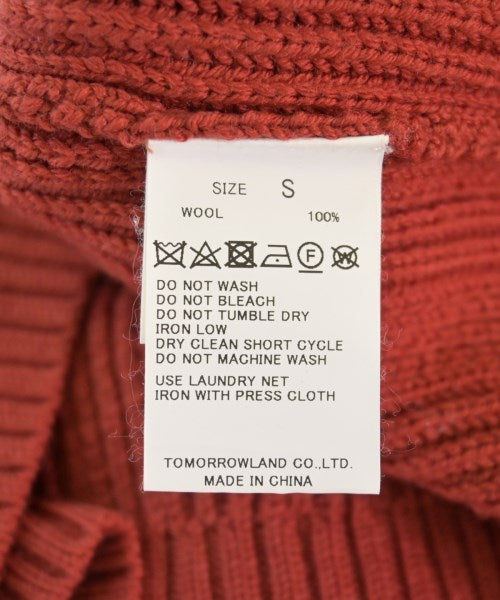 SIZE S
WOOL 100%
F W
DO NOT WASH
DO NOT BLEACH
DO NOT TUMBLE DRY
IRON LOW
DRY CLEAN SHORT CYCLE
DO NOT MACHINE WASH
USE LAUNDRY NET
IRON WITH PRESS CLOTH
TOMORROWLAND CO.,LTD.
MADE IN CHINA